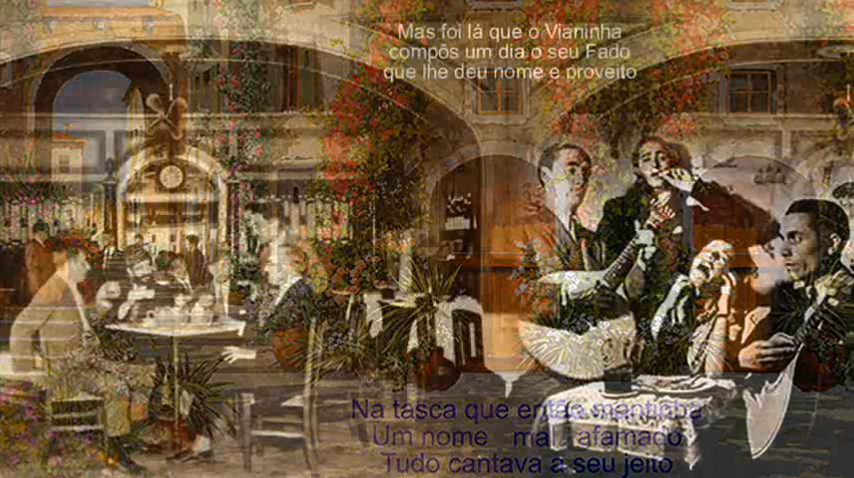 Mas foi lá que o Vianinha
compôs um dia o seu Fado
que lhe deu nome e proveito
Na tasca que então mantinha
Um nome mal afamado
Tudo cantava a seu jeito